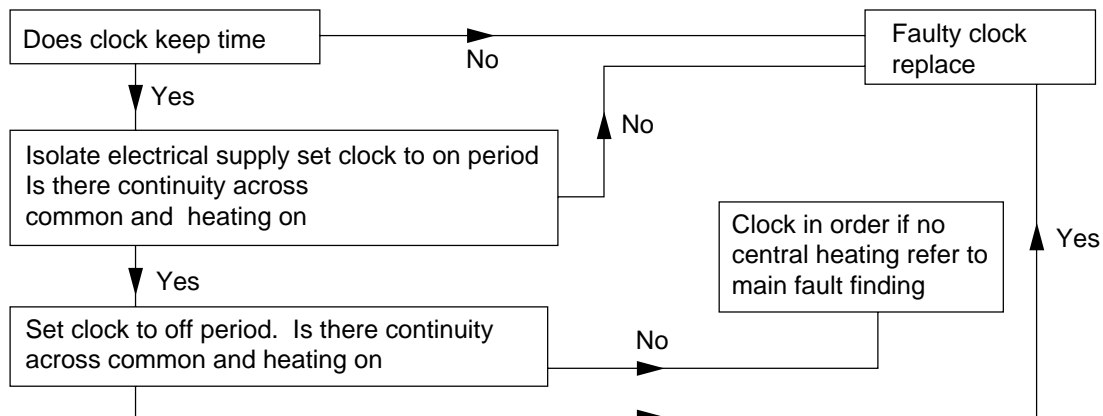 Does clock keep time
No
Faulty clock
replace
Yes
No
Isolate electrical supply set clock to on period
Is there continuity across
common and heating on
Clock in order if no
central heating refer to
main fault finding
Yes
Yes
Set clock to off period. Is there continuity
across common and heating on
No